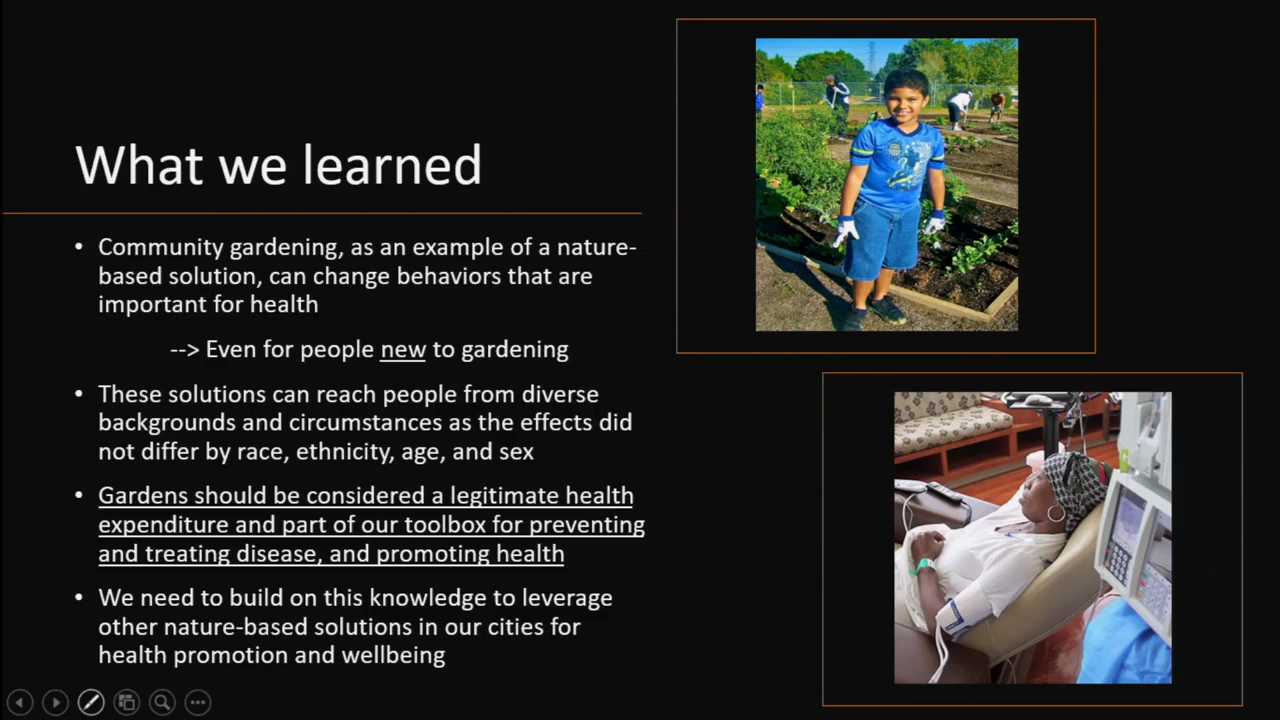 What we learned
• Community gardening, as an example of a nature-
based solution, can change behaviors that are
important for health
--> Even for people new to gardening
• These solutions can reach people from diverse
backgrounds and circumstances as the effects did
not differ by race, ethnicity, age, and sex
• Gardens should be considered a legitimate health
expenditure and part of our toolbox for preventing
and treating disease, and promoting health
• We need to build on this knowledge to leverage
other nature-based solutions in our cities for
health promotion and wellbeing